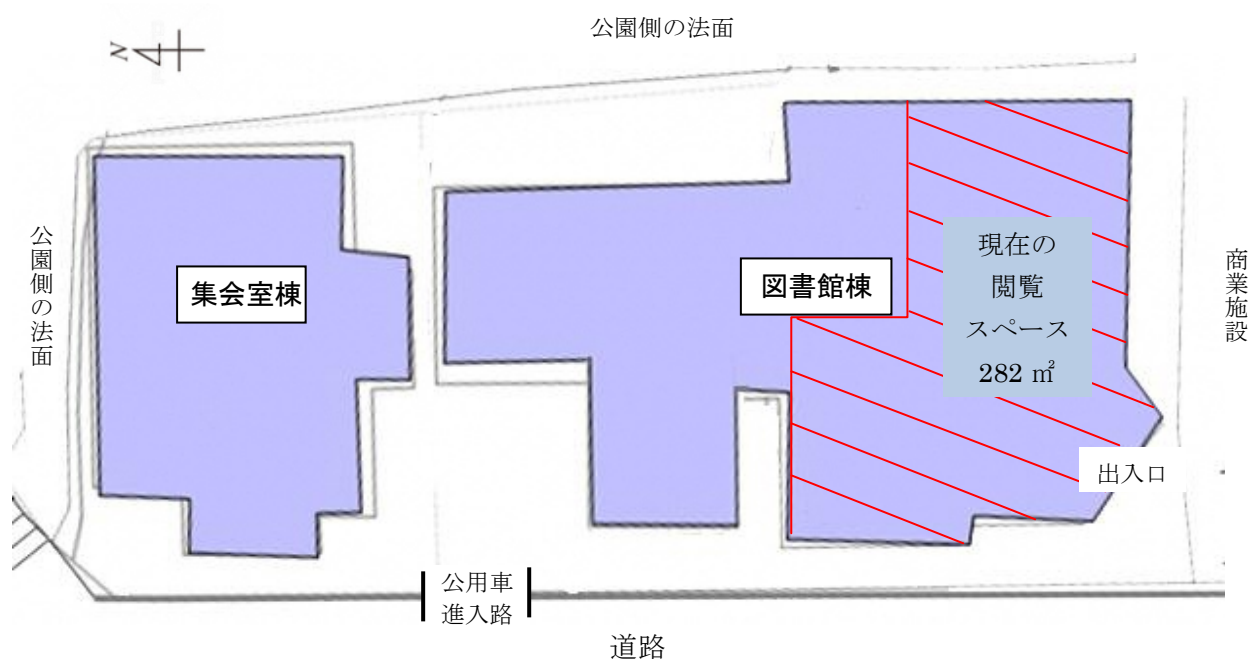 公園側の法面
N
公園側の法面
集会室棟
図書館棟
現在の
閲覧
スペース
282 ㎡
商業施設
出入口
公用車
進入路
道路